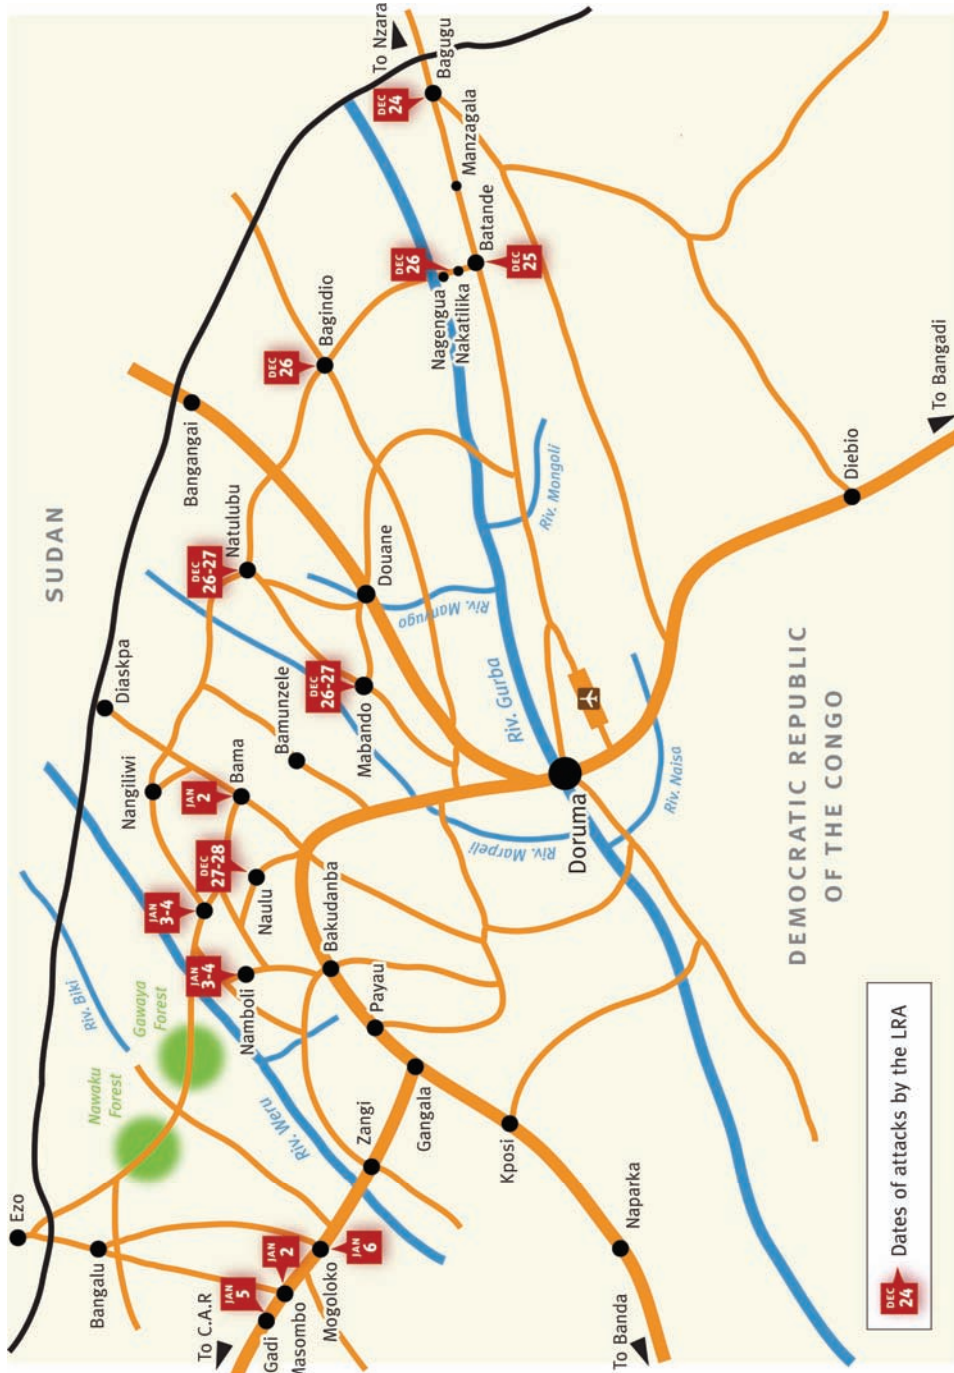 Ezo
SUDAN
Bangalu
Riv. Biki
Nawaku
Forest
Diaskpa
Nangiliwi
Gawaya
Forest
JAN
3-4
Bangangai
To C.A.R
JAN
3-4
DEC
27-28
JAN
2
DEC
26-27
Natulubu
JAN
5
Bama
Namboli
Naulu
Gadi
JAN
2
Bamunzele
DEC
26
Masombo
Riv. Weru
DEC
26-27
Bagindio
Mogoloko
Bakudanba
JAN
6
Zangi
Mabando
Payau
Douane
To Nzara
DEC
24
DEC
26
Gangala
Riv. Manyugo
Nagengua
Bagugu
Nakatilika
Manzagala
Batande
Kposi
Riv. Marpeli
Riv. Gurba
DEC
25
Riv. Mongoli
Doruma
To Banda
Naparka
Riv. Naisa
DEMOCRATIC REPUBLIC
OF THE CONGO
Diebio
DEC
24
Dates of attacks by the LRA
To Bangadi